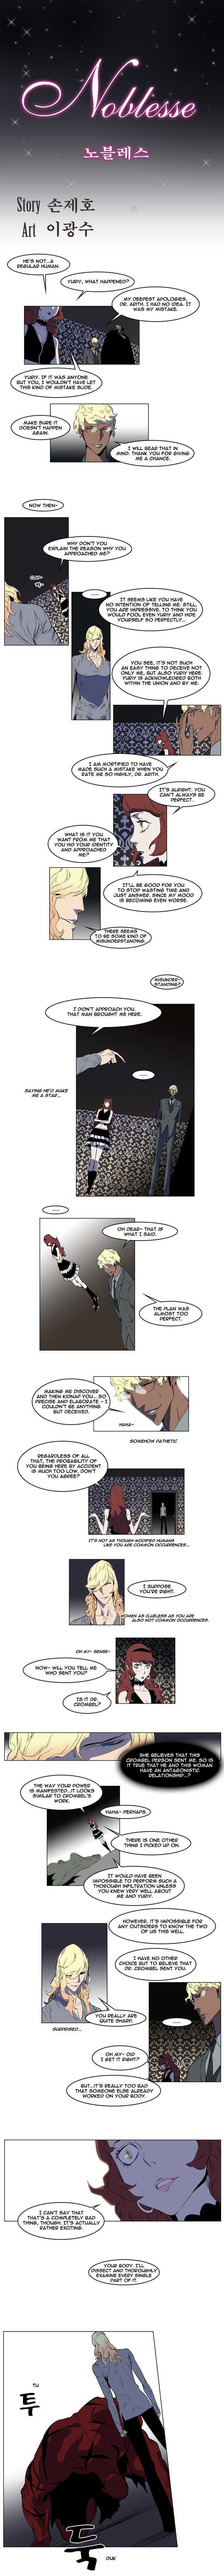 Noblesse
노블레스
Story 손제호
Art 이광수
HE'S NOT...A
REGULAR HUMAN.
YURIY, WHAT HAPPENED?
MY DEEPEST APOLOGIES,
DR. ARITH. I HAD NO IDEA. IT
WAS MY MISTAKE.
YURIY. IF IT WAS ANYONE
BUT YOU, I WOULDN'T HAVE LET
THIS KIND OF MISTAKE SLIDE.
MAKE SURE IT
DOESN'T HAPPEN
AGAIN.
I WILL BEAR THAT IN
MIND. THANK YOU FOR GIVING
ME A CHANCE.
NOW THEN-
WHY DON'T YOU
EXPLAIN THE REASON WHY YOU
APPROACHED ME?
......
IT SEEMS LIKE YOU HAVE
NO INTENTION OF TELLING ME. STILL,
YOU ARE IMPRESSIVE. TO THINK YOU
WOULD FOOL EVEN YURIY AND HIDE
YOURSELF SO PERFECTLY...
YOU SEE, IT'S NOT SUCH
AN EASY THING TO DECEIVE NOT
ONLY ME, BUT ALSO YURIY HERE.
YURIY IS ACKNOWLEDGED BOTH
WITHIN THE UNION AND BY ME.
I AM MORTIFIED TO HAVE
MADE SUCH A MISTAKE WHEN YOU
RATE ME SO HIGHLY, DR. ARITH.
IT'S ALRIGHT. YOU
CAN'T ALWAYS BE
PERFECT.
WHAT IS IT YOU
WANT FROM ME THAT
YOU HID YOUR IDENTITY
AND APPROACHED
ME?
IT'LL BE GOOD FOR YOU
TO STOP WASTING TIME AND
JUST ANSWER. SINCE MY MOOD
IS BECOMING EVEN WORSE.
THERE SEEMS
TO BE SOME KIND OF
MISUNDERSTANDING.
MISUNDER-
STANDING?
I DIDN'T APPROACH YOU.
THAT MAN BROUGHT ME HERE.
......
SAYING HE'D MAKE
ME A STAR...
......
OH DEAR- THAT IS
WHAT I SAID.
THE PLAN WAS
ALMOST TOO
PERFECT.
MAKING ME DISCOVER
AND THEN KIDNAP YOU... SO
PRECISE AND ELABORATE - I
COULDN'T BE ANYTHING
BUT DECEIVED.
HAHA-
SOMEHOW PATHETIC
REGARDLESS OF ALL
THAT, THE PROBABILITY OF
YOU BEING HERE BY ACCIDENT
IS MUCH TOO LOW. DON'T
YOU AGREE?
IT'S NOT AS THOUGH MODIFIED HUMANS
LIKE YOU ARE COMMON OCCURRENCES...
I SUPPOSE
YOU'RE RIGHT.
WOMEN AS CLUELESS AS YOU ARE
ALSO NOT COMMON OCCURRENCES.
OH MY- SENSE-
NOW- WILL YOU TELL ME
WHO SENT YOU?
IS IT DR.
CROMBEL?
SHE BELIEVES THAT THIS
CROMBEL PERSON SENT ME. SO IS
IT TRUE THAT HE AND THIS WOMAN
HAVE AN ANTAGONISTIC
RELATIONSHIP...?
THE WAY YOUR POWER
IS MANIFESTED...IT LOOKS
SIMILAR TO CROMBEL'S
WORK.
HAHA- PERHAPS.
THERE IS ONE OTHER
THING I PICKED UP ON.
IT WOULD HAVE BEEN
IMPOSSIBLE TO PERFORM SUCH A
THOROUGH INFILTRATION UNLESS
YOU KNEW VERY WELL ABOUT
ME AND YURIY.
HOWEVER, IT'S IMPOSSIBLE FOR
ANY OUTSIDERS TO KNOW THE TWO
OF US THIS WELL.
I HAVE NO OTHER
CHOICE BUT TO BELIEVE THAT
DR. CROMBEL SENT YOU.
YOU REALLY ARE
QUITE SHARP.
SURPRISED...
......
OH MY- DID
I GET IT RIGHT?
BUT...IT'S REALLY TOO BAD
THAT SOMEONE ELSE ALREADY
WORKED ON YOUR BODY.
I CAN'T SAY THAT
THAT'S A COMPLETELY BAD
THING, THOUGH. IT'S ACTUALLY
RATHER EXCITING.
YOUR BODY. I'LL
DISSECT AND THOROUGHLY
EXAMINE EVERY SINGLE
PART OF IT.
TU
투
둑
DUK